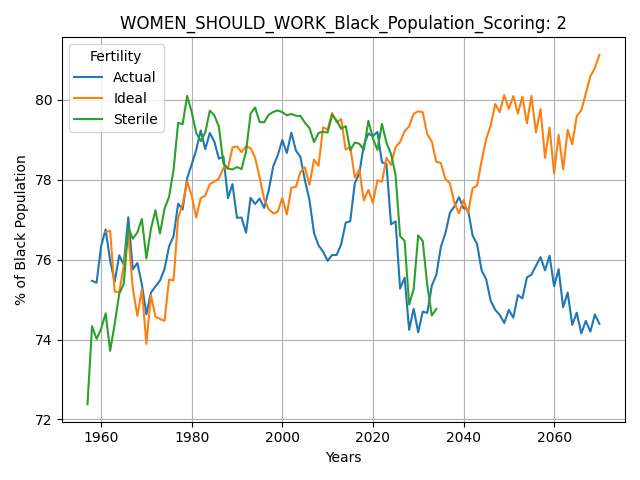 WOMEN_SHOULD_WORK_Black_Population_Scoring: 2
Fertility
Actual
Ideal
Sterile
% of Black Population
80
78
76
74
72
1960
1980
2000
2020
2040
2060
Years